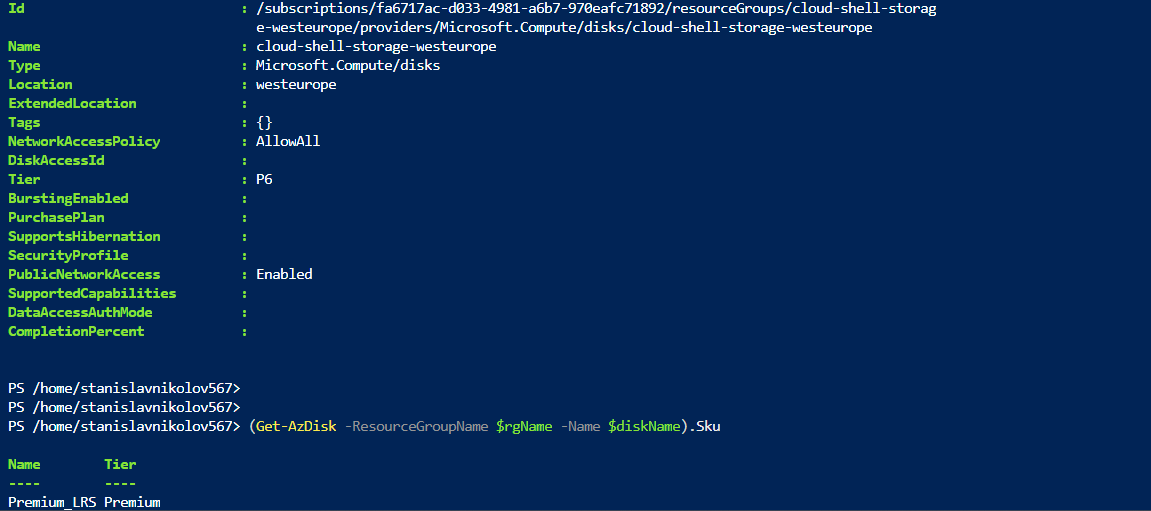 Id : /subscriptions/fa6717ac-d033-4981-a6b7-970eafc71892/resourceGroups/cloud-shell-storag
e-westeurope/providers/Microsoft.Compute/disks/cloud-shell-storage-westeurope
Name : cloud-shell-storage-westeurope
Type : Microsoft.Compute/disks
Location : westeurope
ExtendedLocation :
Tags : {}
NetworkAccessPolicy : AllowAll
DiskAccessId :
Tier : P6
BurstingEnabled :
PurchasePlan :
SupportsHibernation :
SecurityProfile :
PublicNetworkAccess : Enabled
SupportedCapabilities :
DataAccessAuthMode :
CompletionPercent :
PS /home/stanislavnikolov567>
PS /home/stanislavnikolov567>
PS /home/stanislavnikolov567> (Get-AzDisk -ResourceGroupName $rgName -Name $diskName).Sku
Name Tier
---- ----
Premium_LRS Premium